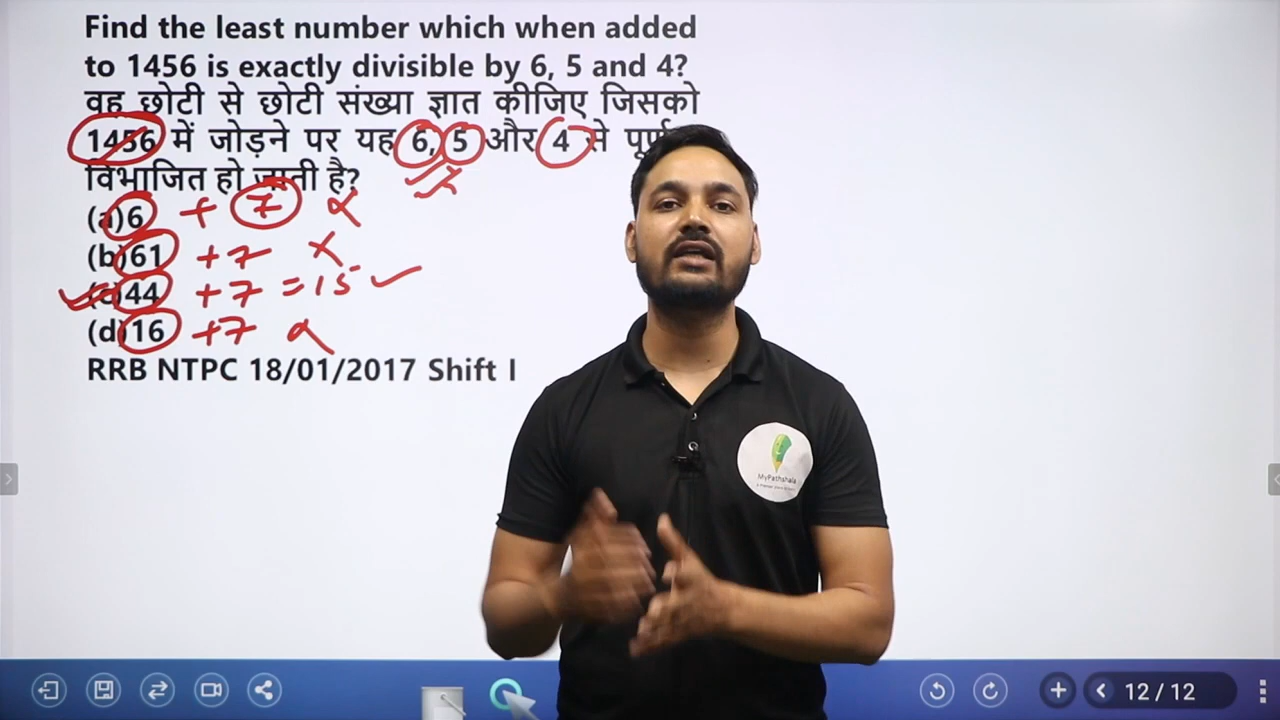 Find the least number which when added
to 1456 is exactly divisible by 6, 5 and 4?
वह छोटी से छोटी संख्या ज्ञात कीजिए जिसको
1456 में जोड़ने पर यह 6, 5 और 4 से
विभाजित हो जाती है?
(a)6 + 7 x
(b)61 +7 x
(c)44 +7 =15 ✓
(d)16 +7 x
RRB NTPC 18/01/2017 Shift I
MyPathshala
12 / 12